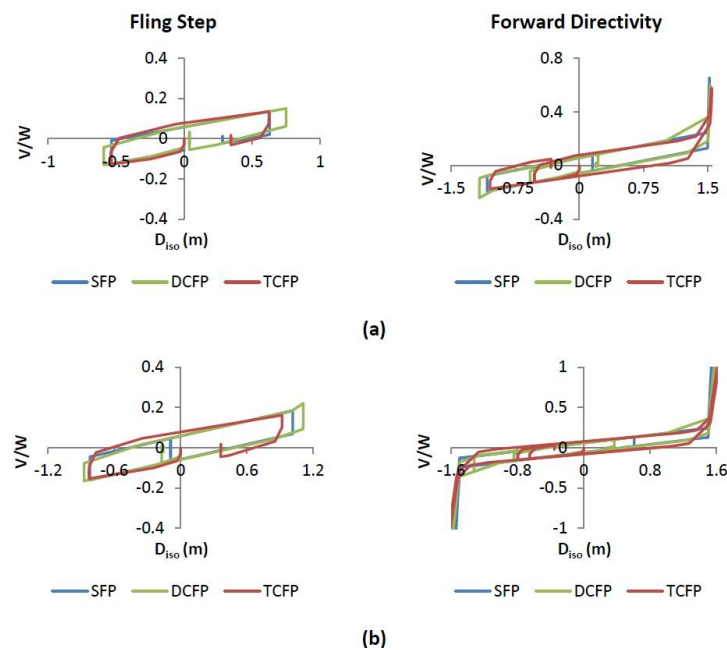 Fling Step
Forward Directivity
0.4
0.2
0
-0.2
-0.4
-1
-0.5
0
0.5
1
V/W
D_iso (m)
SFP DCFP TCFP
0.8
0.4
0
-0.4
-1.5
-0.75
0
0.75
1.5
V/W
D_iso (m)
SFP DCFP TCFP
(a)
0.4
0.2
0
-0.2
-0.4
-1.2
-0.6
0
0.6
1.2
V/W
D_iso (m)
SFP DCFP TCFP
1
0.5
0
-0.5
-1
-1.6
-0.8
0
0.8
1.6
V/W
D_iso (m)
SFP DCFP TCFP
(b)